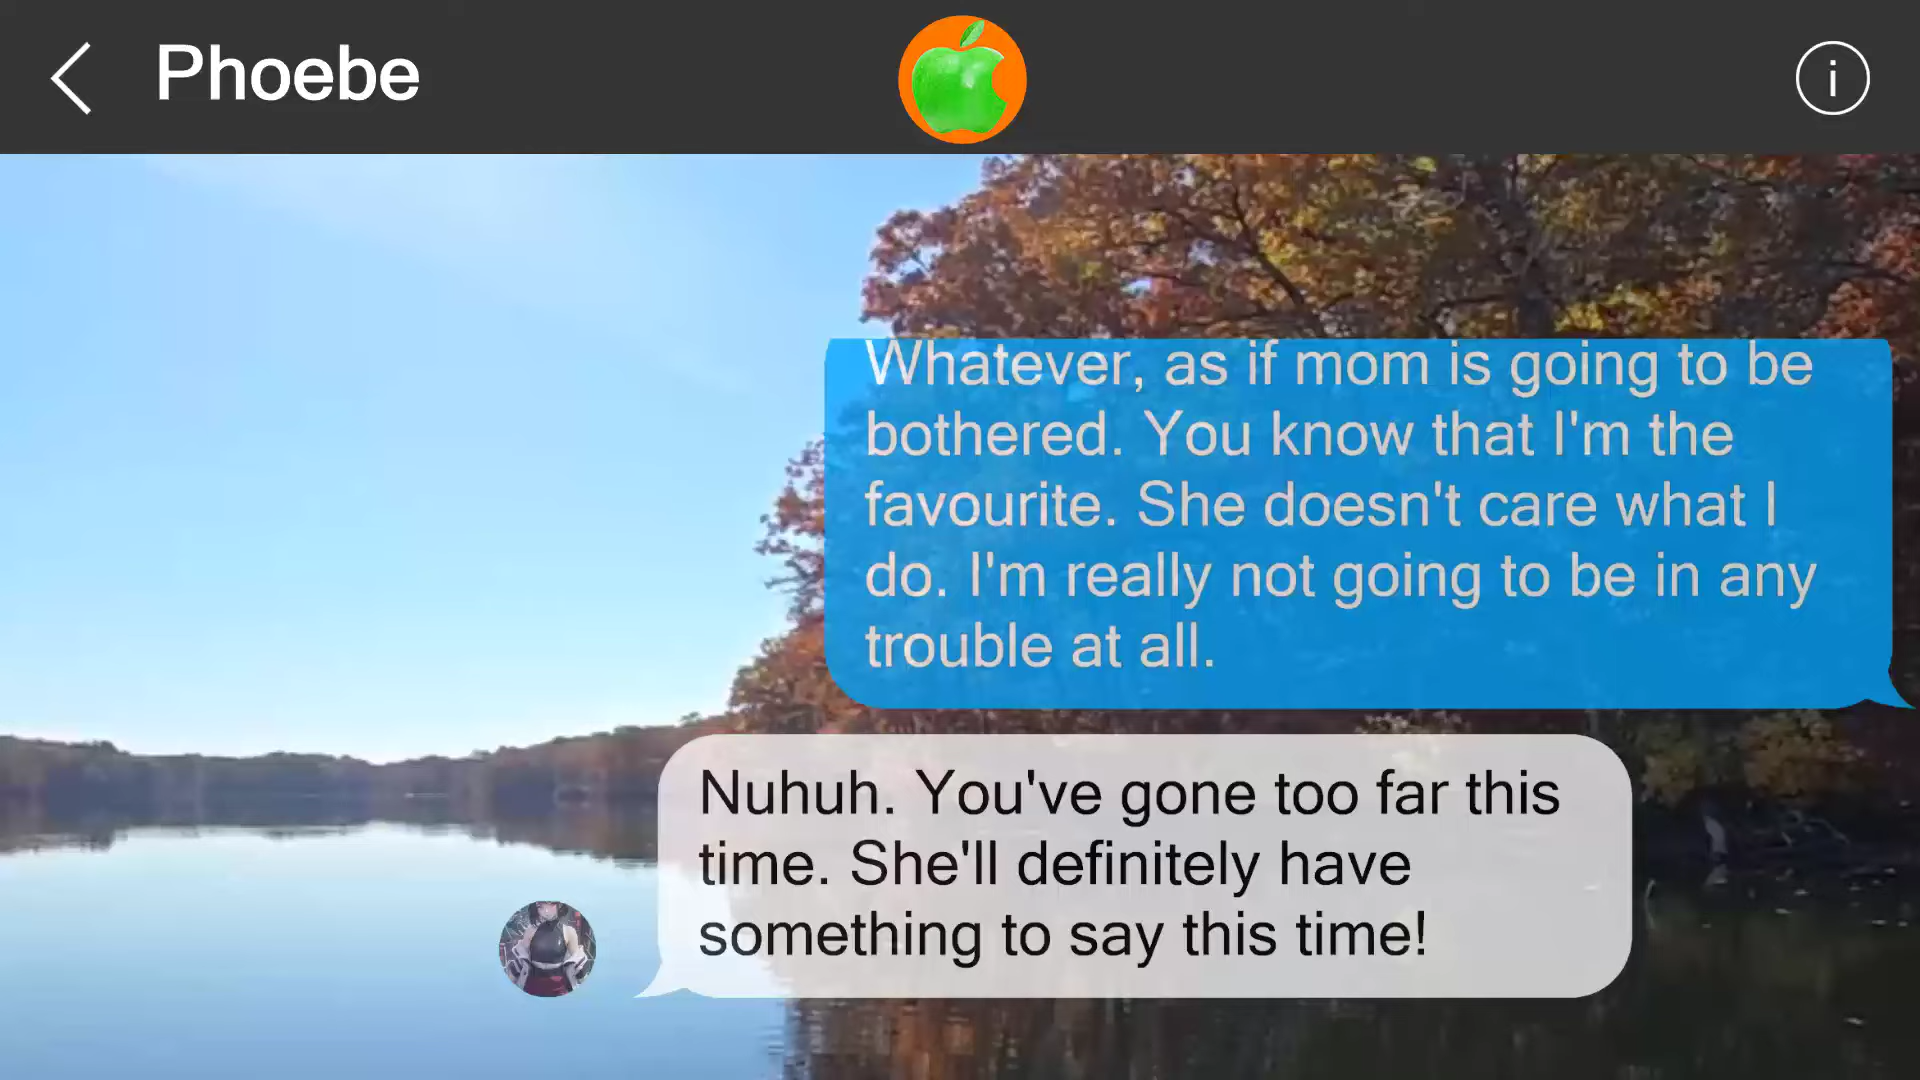 Phoebe
i
Whatever, as if mom is going to be
bothered. You know that I'm the
favourite. She doesn't care what I
do. I'm really not going to be in any
trouble at all.
Nuhuh. You've gone too far this
time. She'll definitely have
something to say this time!